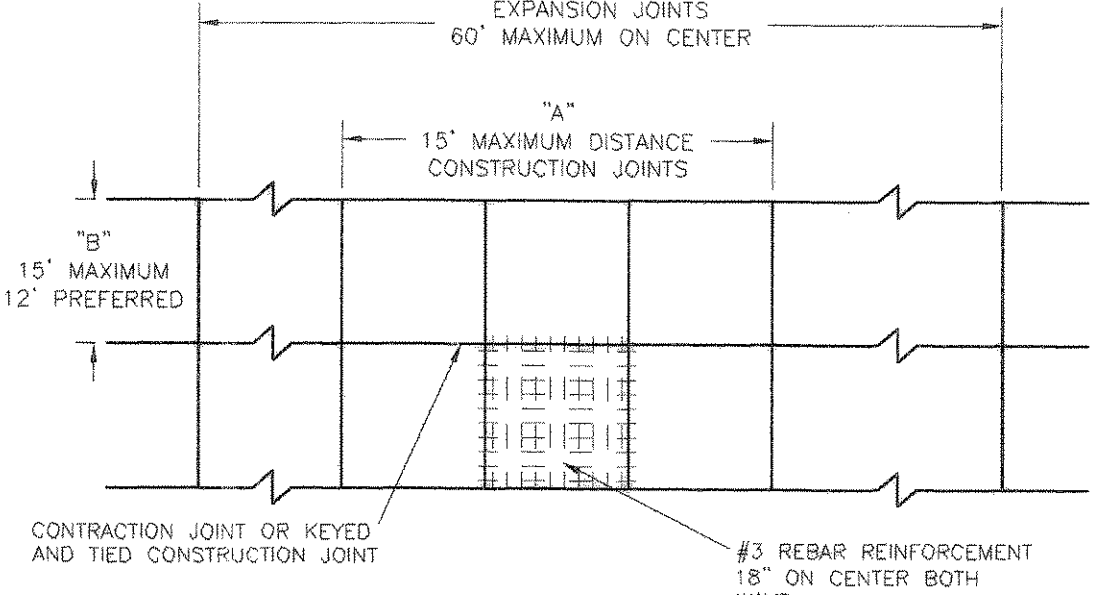 EXPANSION JOINTS
60' MAXIMUM ON CENTER
"A"
15' MAXIMUM DISTANCE
CONSTRUCTION JOINTS
"B"
15' MAXIMUM
12' PREFERRED
CONTRACTION JOINT OR KEYED
AND TIED CONSTRUCTION JOINT
#3 REBAR REINFORCEMENT
18" ON CENTER BOTH